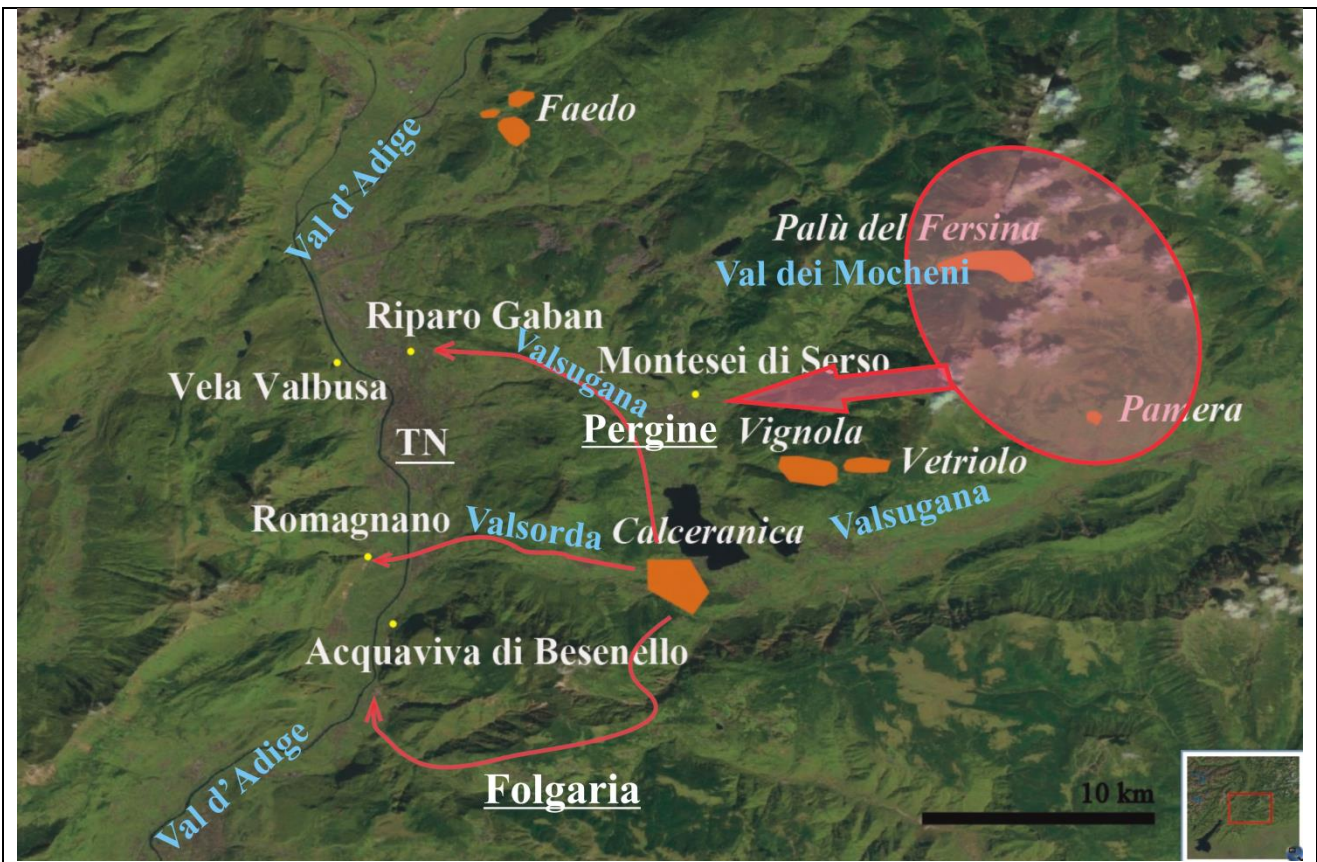 Faedo
Val d'Adige
Palù del Fersina
Val dei Mocheni
Riparo Gaban
Valsugana
Montesei di Serso
Vela Valbusa
Pamera
TN
Pergine
Vignola
Vetriolo
Romagnano
Valsorda
Calceranica
Valsugana
Acquaviva di Besenello
Val d'Adige
Folgaria
10 km